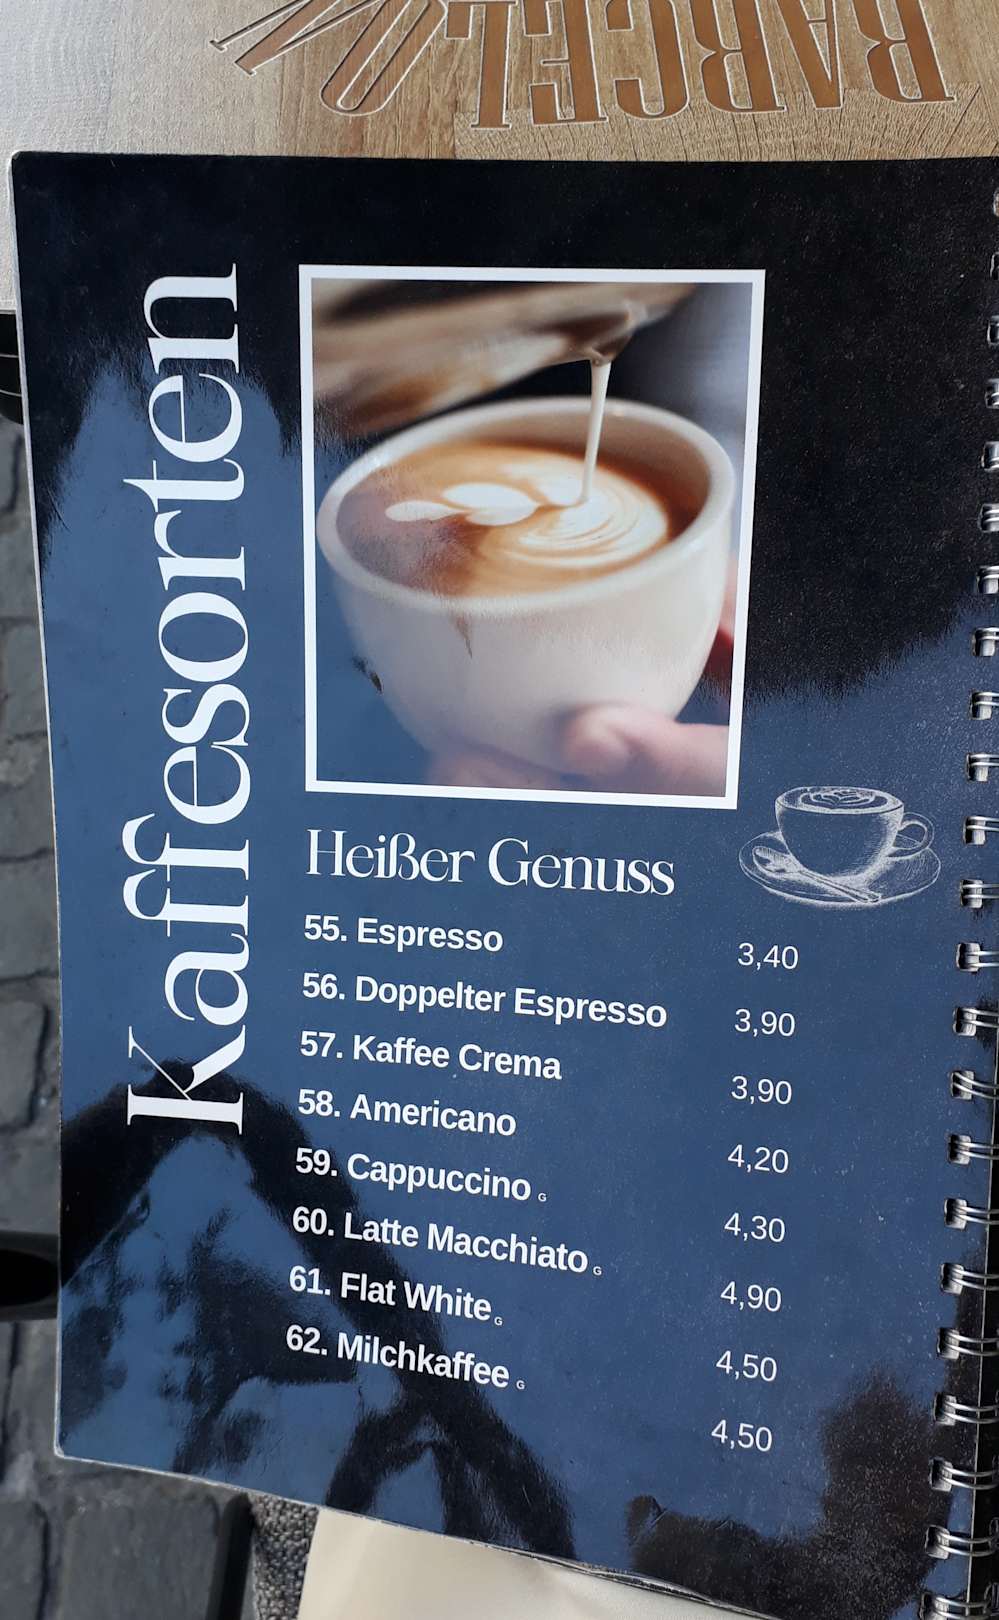 BARCELON
Kaffesorten
Heißer Genuss
55. Espresso 3,40
56. Doppelter Espresso 3,90
57. Kaffee Crema 3,90
58. Americano 4,20
59. Cappuccino G 4,30
60. Latte Macchiato G 4,90
61. Flat White G 4,50
62. Milchkaffee G 4,50